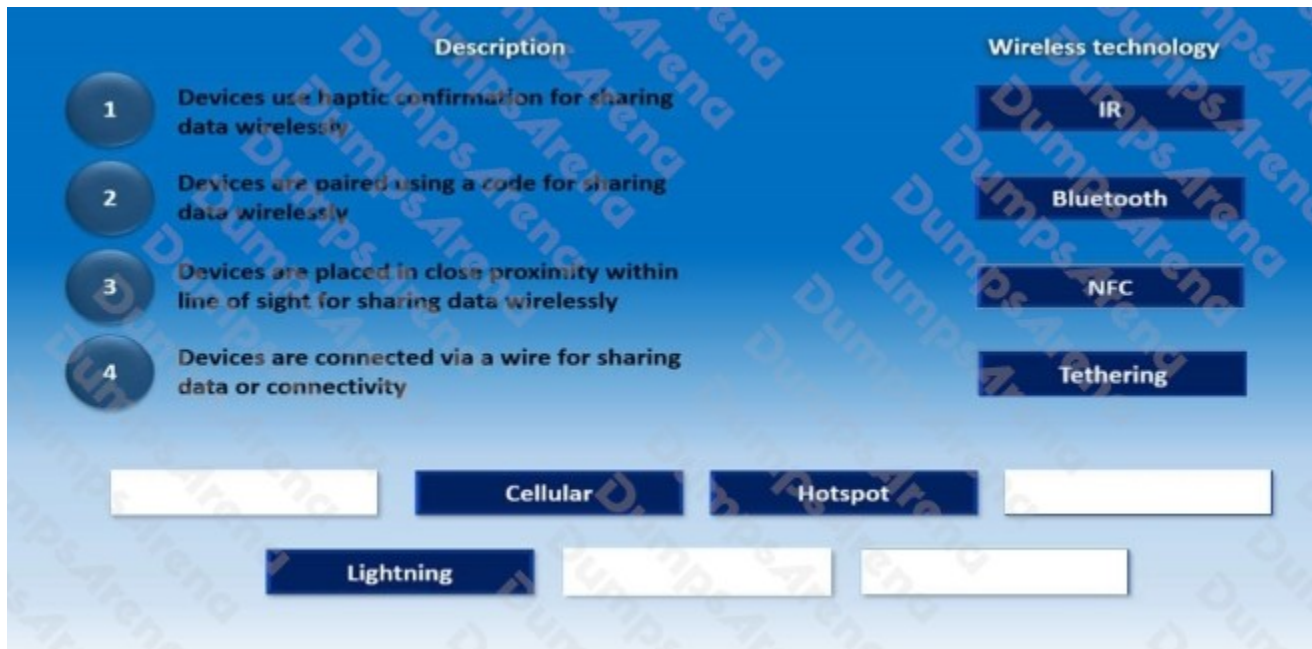 Description
Wireless technology
1
Devices use haptic confirmation for sharing
data wirelessly
IR
2
Devices are paired using a code for sharing
data wirelessly
Bluetooth
3
Devices are placed in close proximity within
line of sight for sharing data wirelessly
NFC
4
Devices are connected via a wire for sharing
data or connectivity
Tethering
Cellular
Hotspot
Lightning
DumpsArena